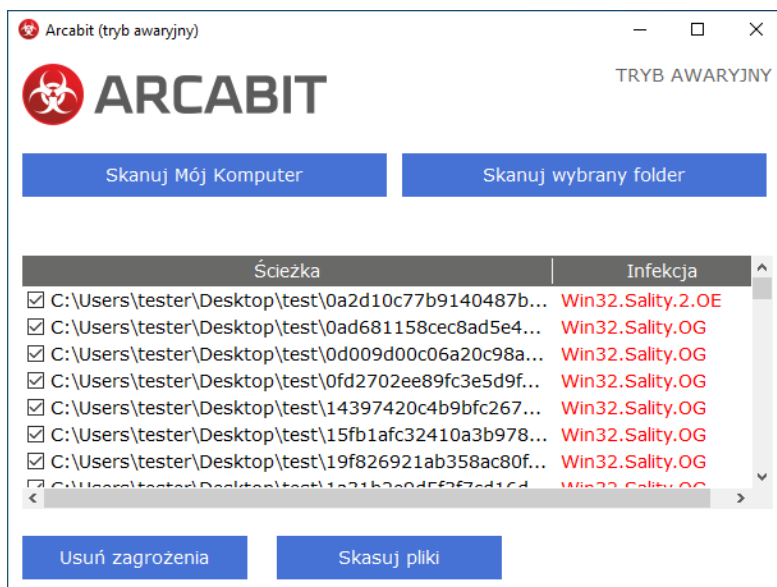 Arcabit (tryb awaryjny)
ARCABIT
TRYB AWARYJNY
Skanuj Mój Komputer
Skanuj wybrany folder
Ścieżka Infekcja
C:\Users\tester\Desktop\test\0a2d10c77b9140487b... Win32.Sality.2.OE
C:\Users\tester\Desktop\test\0ad681158cec8ad5e4... Win32.Sality.OG
C:\Users\tester\Desktop\test\0d009d00c06a20c98a... Win32.Sality.OG
C:\Users\tester\Desktop\test\0fd2702ee89fc3e5d9f... Win32.Sality.OG
C:\Users\tester\Desktop\test\14397420c4b9bfc267... Win32.Sality.OG
C:\Users\tester\Desktop\test\15fb1afc32410a3b978... Win32.Sality.OG
C:\Users\tester\Desktop\test\19f826921ab358ac80f... Win32.Sality.OG
Win32.Sality.OG
Usuń zagrożenia
Skasuj pliki